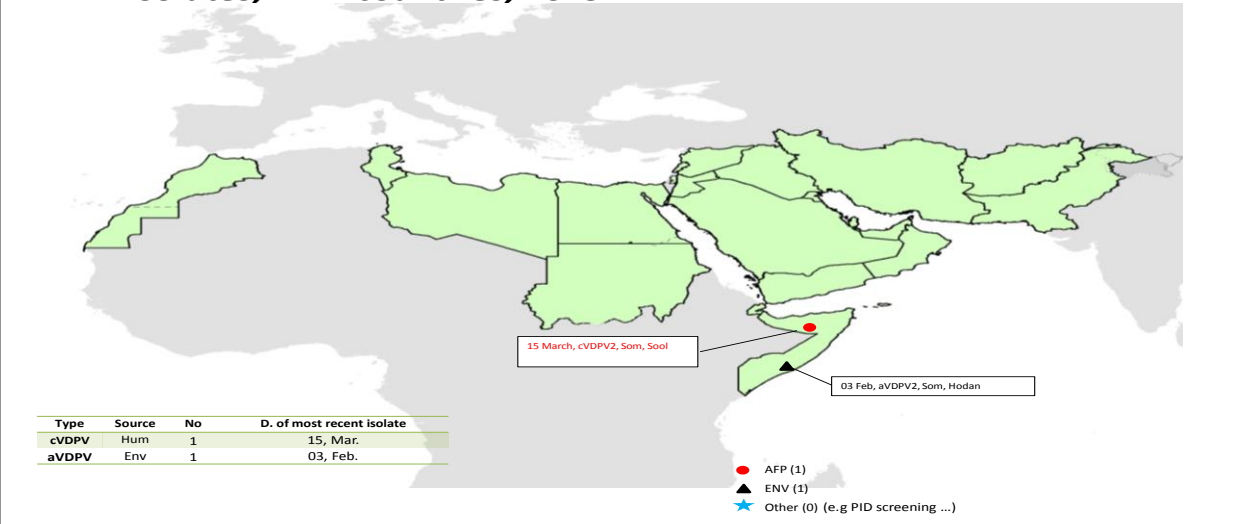 15 March, cVDPV2, Som, Sool
03 Feb, aVDPV2, Som, Hodan
Type Source No D. of most recent isolate
cVDPV Hum 1 15, Mar.
aVDPV Env 1 03, Feb.
AFP (1)
ENV (1)
Other (0) (e.g PID screening ...)